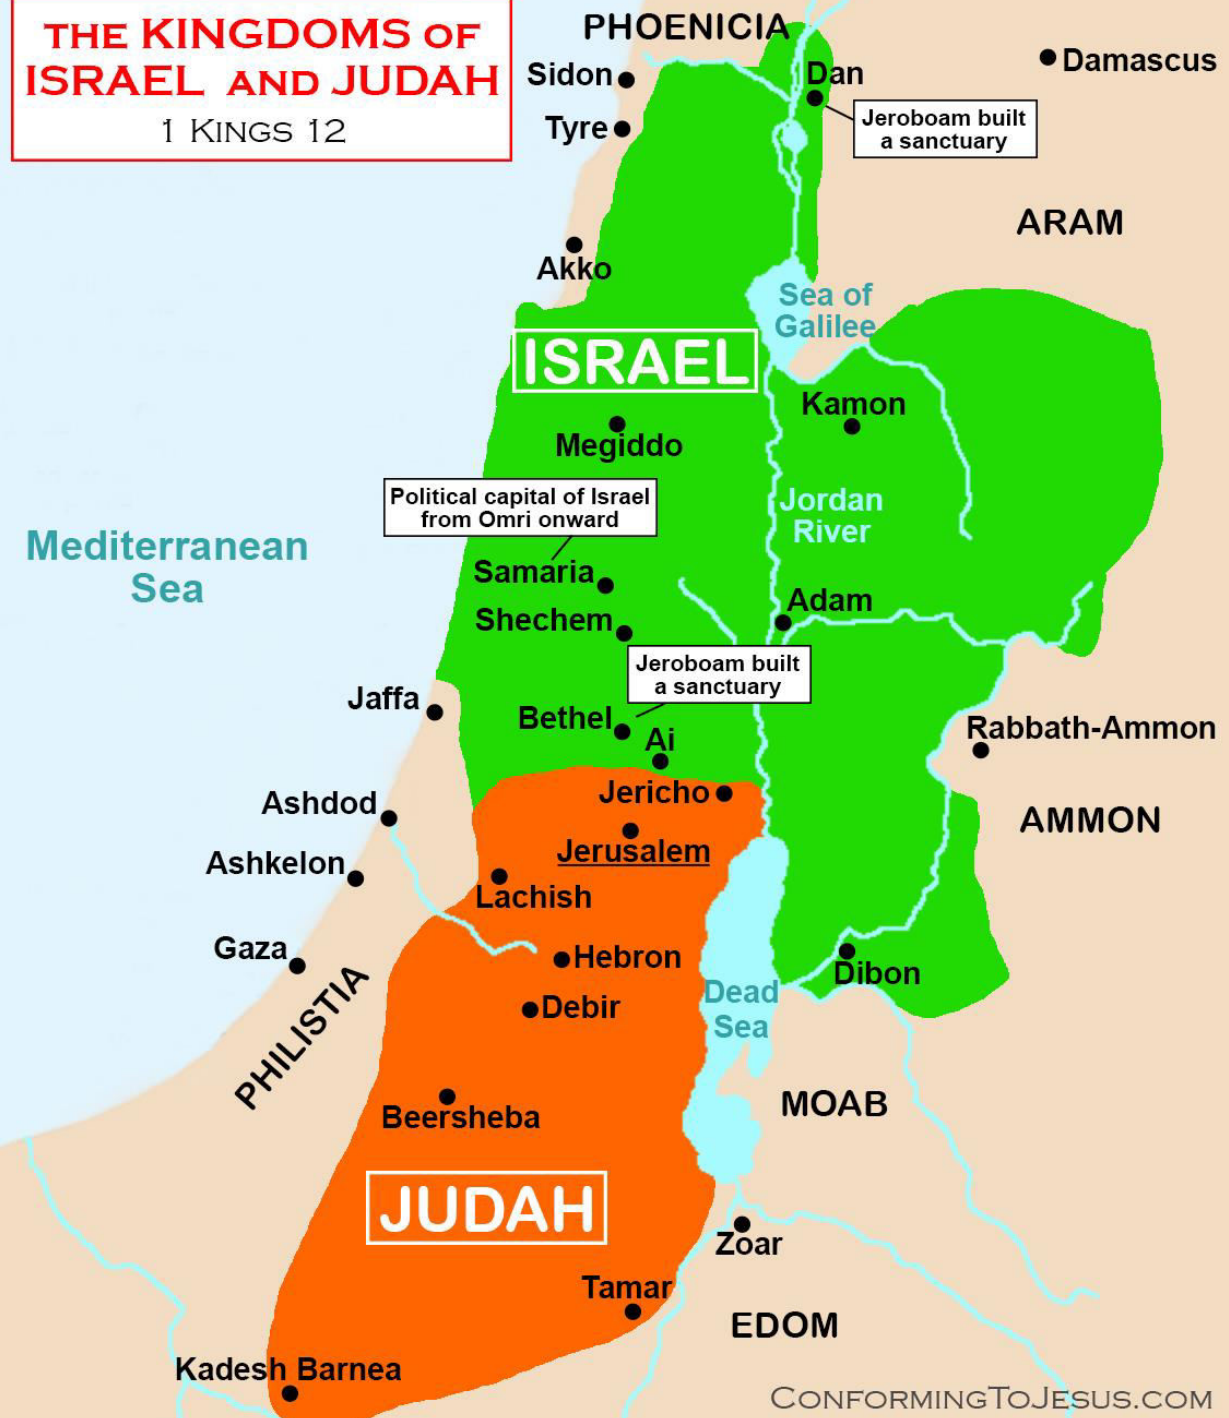 THE KINGDOMS OF
ISRAEL AND JUDAH
1 KINGS 12
PHOENICIA
Sidon
Dan
Damascus
Tyre
Jeroboam built
a sanctuary
ARAM
Akko
Sea of
Galilee
ISRAEL
Kamon
Megiddo
Political capital of Israel
from Omri onward
Jordan
River
Mediterranean
Sea
Samaria
Adam
Shechem
Jeroboam built
a sanctuary
Jaffa
Bethel
Rabbath-Ammon
Ai
Jericho
Ashdod
AMMON
Jerusalem
Ashkelon
Lachish
Gaza
Hebron
Dibon
Dead
Sea
Debir
PHILISTIA
MOAB
Beersheba
JUDAH
Zoar
Tamar
EDOM
Kadesh Barnea
CONFORMINGTOJESUS.COM